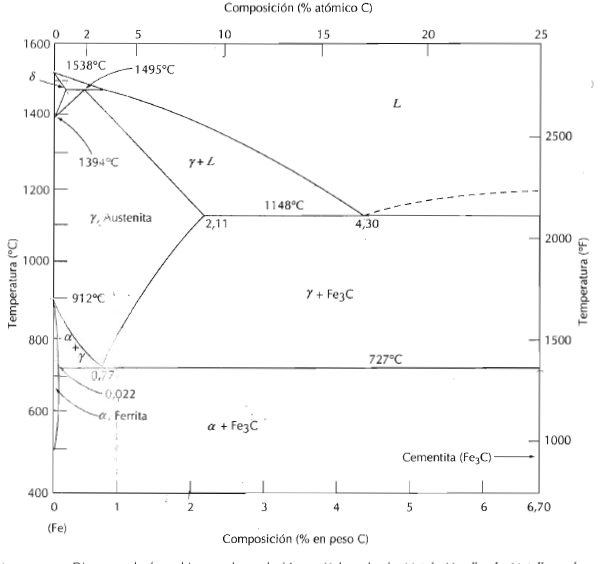 Composición (% atómico C)
0 2 5 10 15 20 25
1600
1538°C
1495°C
δ
L
1400
2500
1394°C
γ + L
1200
1148°C
2,11
4,30
γ, Austenita
2000
Temperatura (°C)
Temperatura (°F)
1000
γ + Fe₃C
912°C
800
α
+
γ
727°C
1500
0,77
0,022
600
α, Ferrita
α + Fe₃C
1000
Cementita (Fe₃C)
400
0 1 2 3 4 5 6 6,70
(Fe)
Composición (% en peso C)